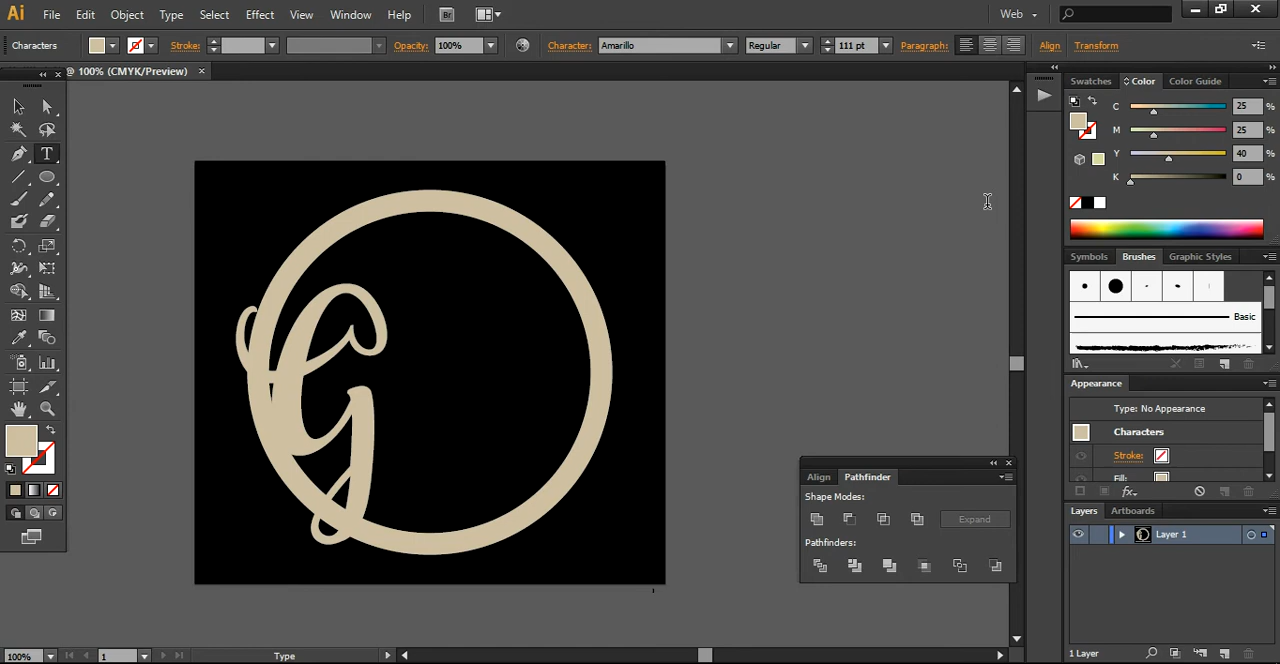 Ai File Edit Object Type Select Effect View Window Help Br Web
Characters Stroke: Opacity: 100% Character: Amarillo Regular 111 pt Paragraph: Align Transform
@ 100% (CMYK/Preview)
Swatches Color Color Guide
C 25 %
M 25 %
Y 40 %
K 0 %
Symbols Brushes Graphic Styles
Basic
Appearance
Type: No Appearance
Characters
Stroke:
Fill:
Layers Artboards
Layer 1
1 Layer
G
Align Pathfinder
Shape Modes:
Expand
Pathfinders:
100% 1 Type